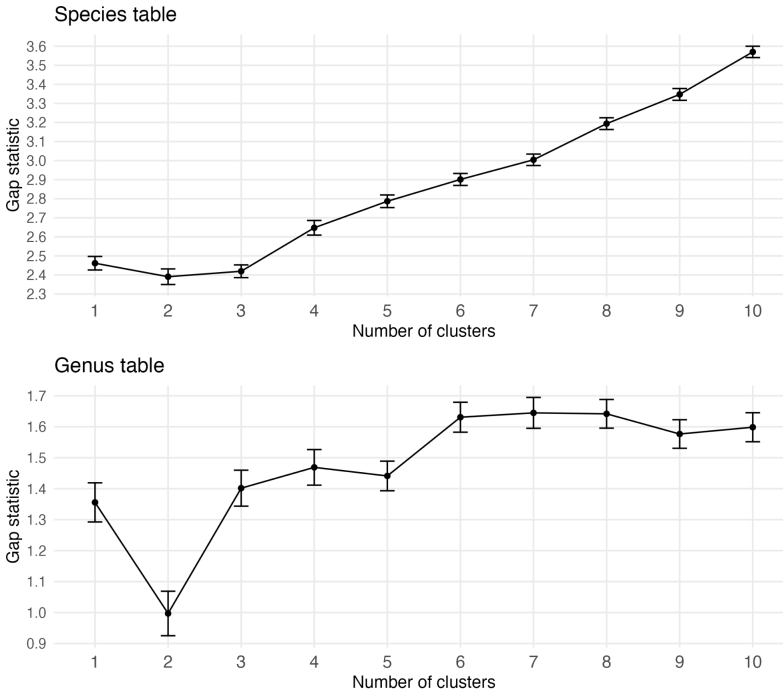 Species table
Gap statistic
3.6
3.5
3.4
3.3
3.2
3.1
3.0
2.9
2.8
2.7
2.6
2.5
2.4
2.3
1 2 3 4 5 6 7 8 9 10
Number of clusters
Genus table
Gap statistic
1.7
1.6
1.5
1.4
1.3
1.2
1.1
1.0
0.9
1 2 3 4 5 6 7 8 9 10
Number of clusters